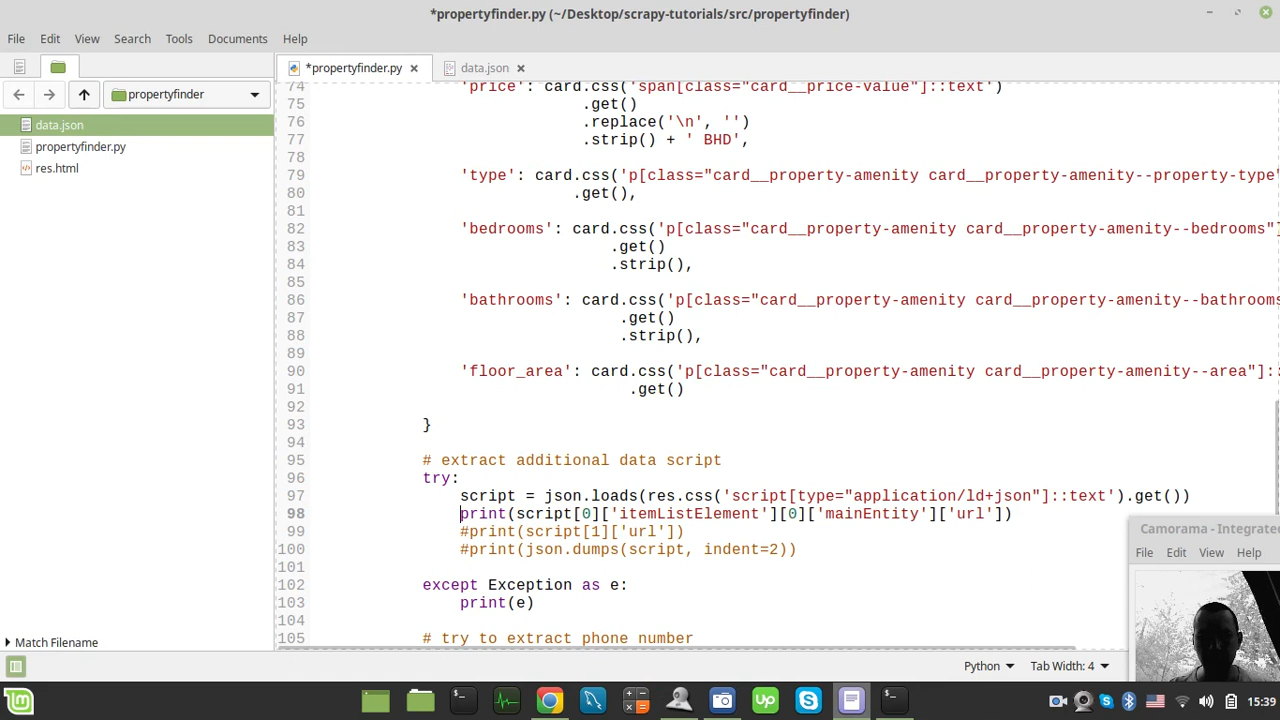 *propertyfinder.py (~/Desktop/scrapy-tutorials/src/propertyfinder)
File Edit View Search Tools Documents Help
propertyfinder
*propertyfinder.py data.json
data.json
propertyfinder.py
res.html
74 'price': card.css('span[class="card__price-value"]::text')
75 .get()
76 .replace('\n', '')
77 .strip() + ' BHD',
78
79 'type': card.css('p[class="card__property-amenity card__property-amenity--property-type"
80 .get(),
81
82 'bedrooms': card.css('p[class="card__property-amenity card__property-amenity--bedrooms"]
83 .get()
84 .strip(),
85
86 'bathrooms': card.css('p[class="card__property-amenity card__property-amenity--bathrooms
87 .get()
88 .strip(),
89
90 'floor_area': card.css('p[class="card__property-amenity card__property-amenity--area"]::
91 .get()
92
93 }
94
95 # extract additional data script
96 try:
97 script = json.loads(res.css('script[type="application/ld+json"]::text').get())
98 print(script[0]['itemListElement'][0]['mainEntity']['url'])
99 #print(script[1]['url'])
100 #print(json.dumps(script, indent=2))
101
102 except Exception as e:
103 print(e)
104
105 # try to extract phone number
Match Filename
Camorama - Integrated
File Edit View Help
Python Tab Width: 4
15:39